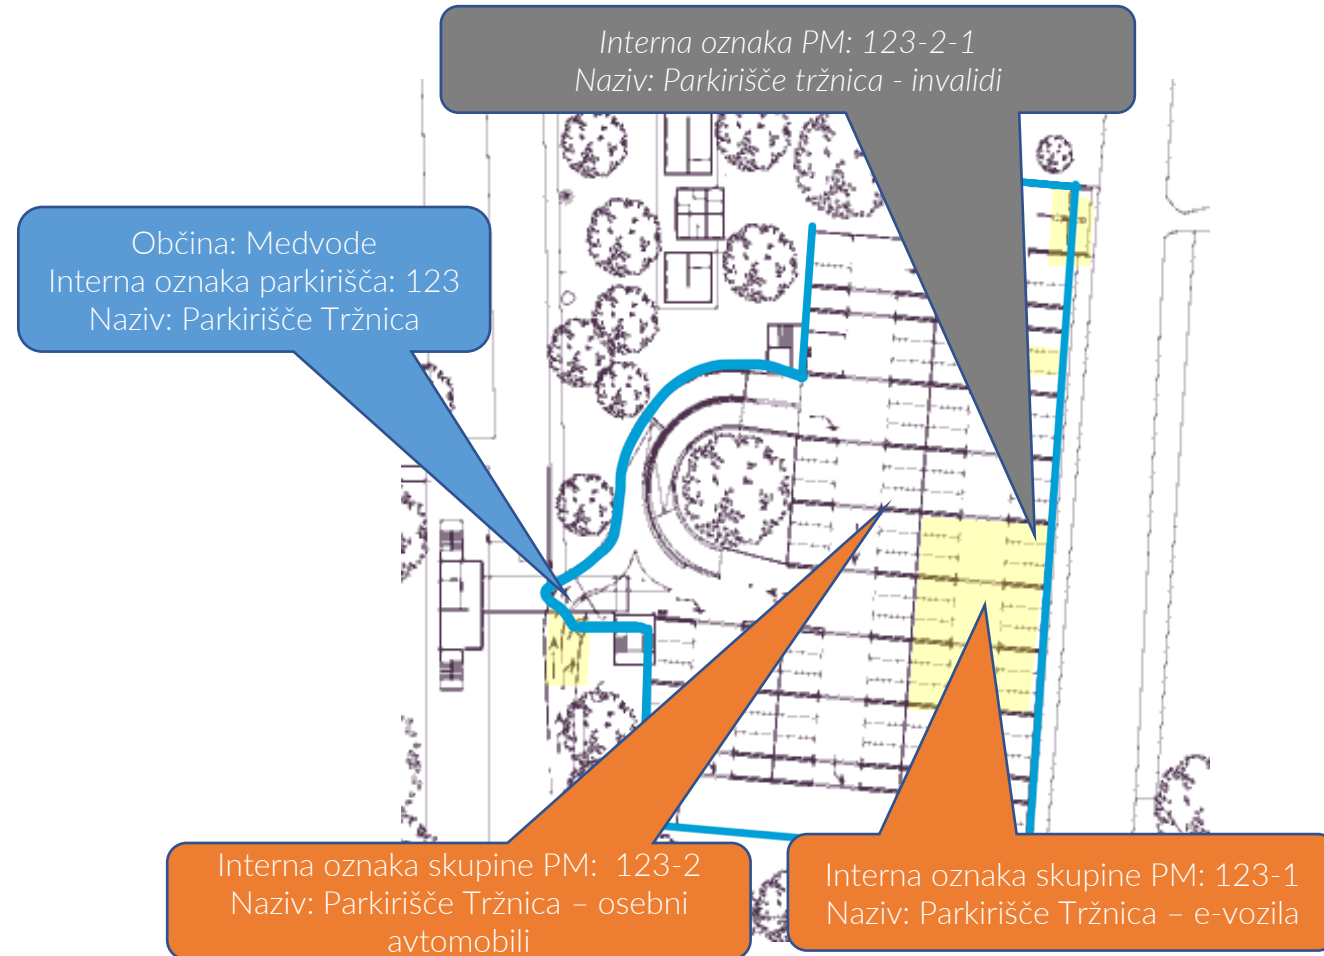 Interna oznaka PM: 123-2-1
Naziv: Parkirišče tržnica - invalidi
Občina: Medvode
Interna oznaka parkirišča: 123
Naziv: Parkirišče Tržnica
Interna oznaka skupine PM: 123-2
Naziv: Parkirišče Tržnica – osebni
avtomobili
Interna oznaka skupine PM: 123-1
Naziv: Parkirišče Tržnica – e-vozila